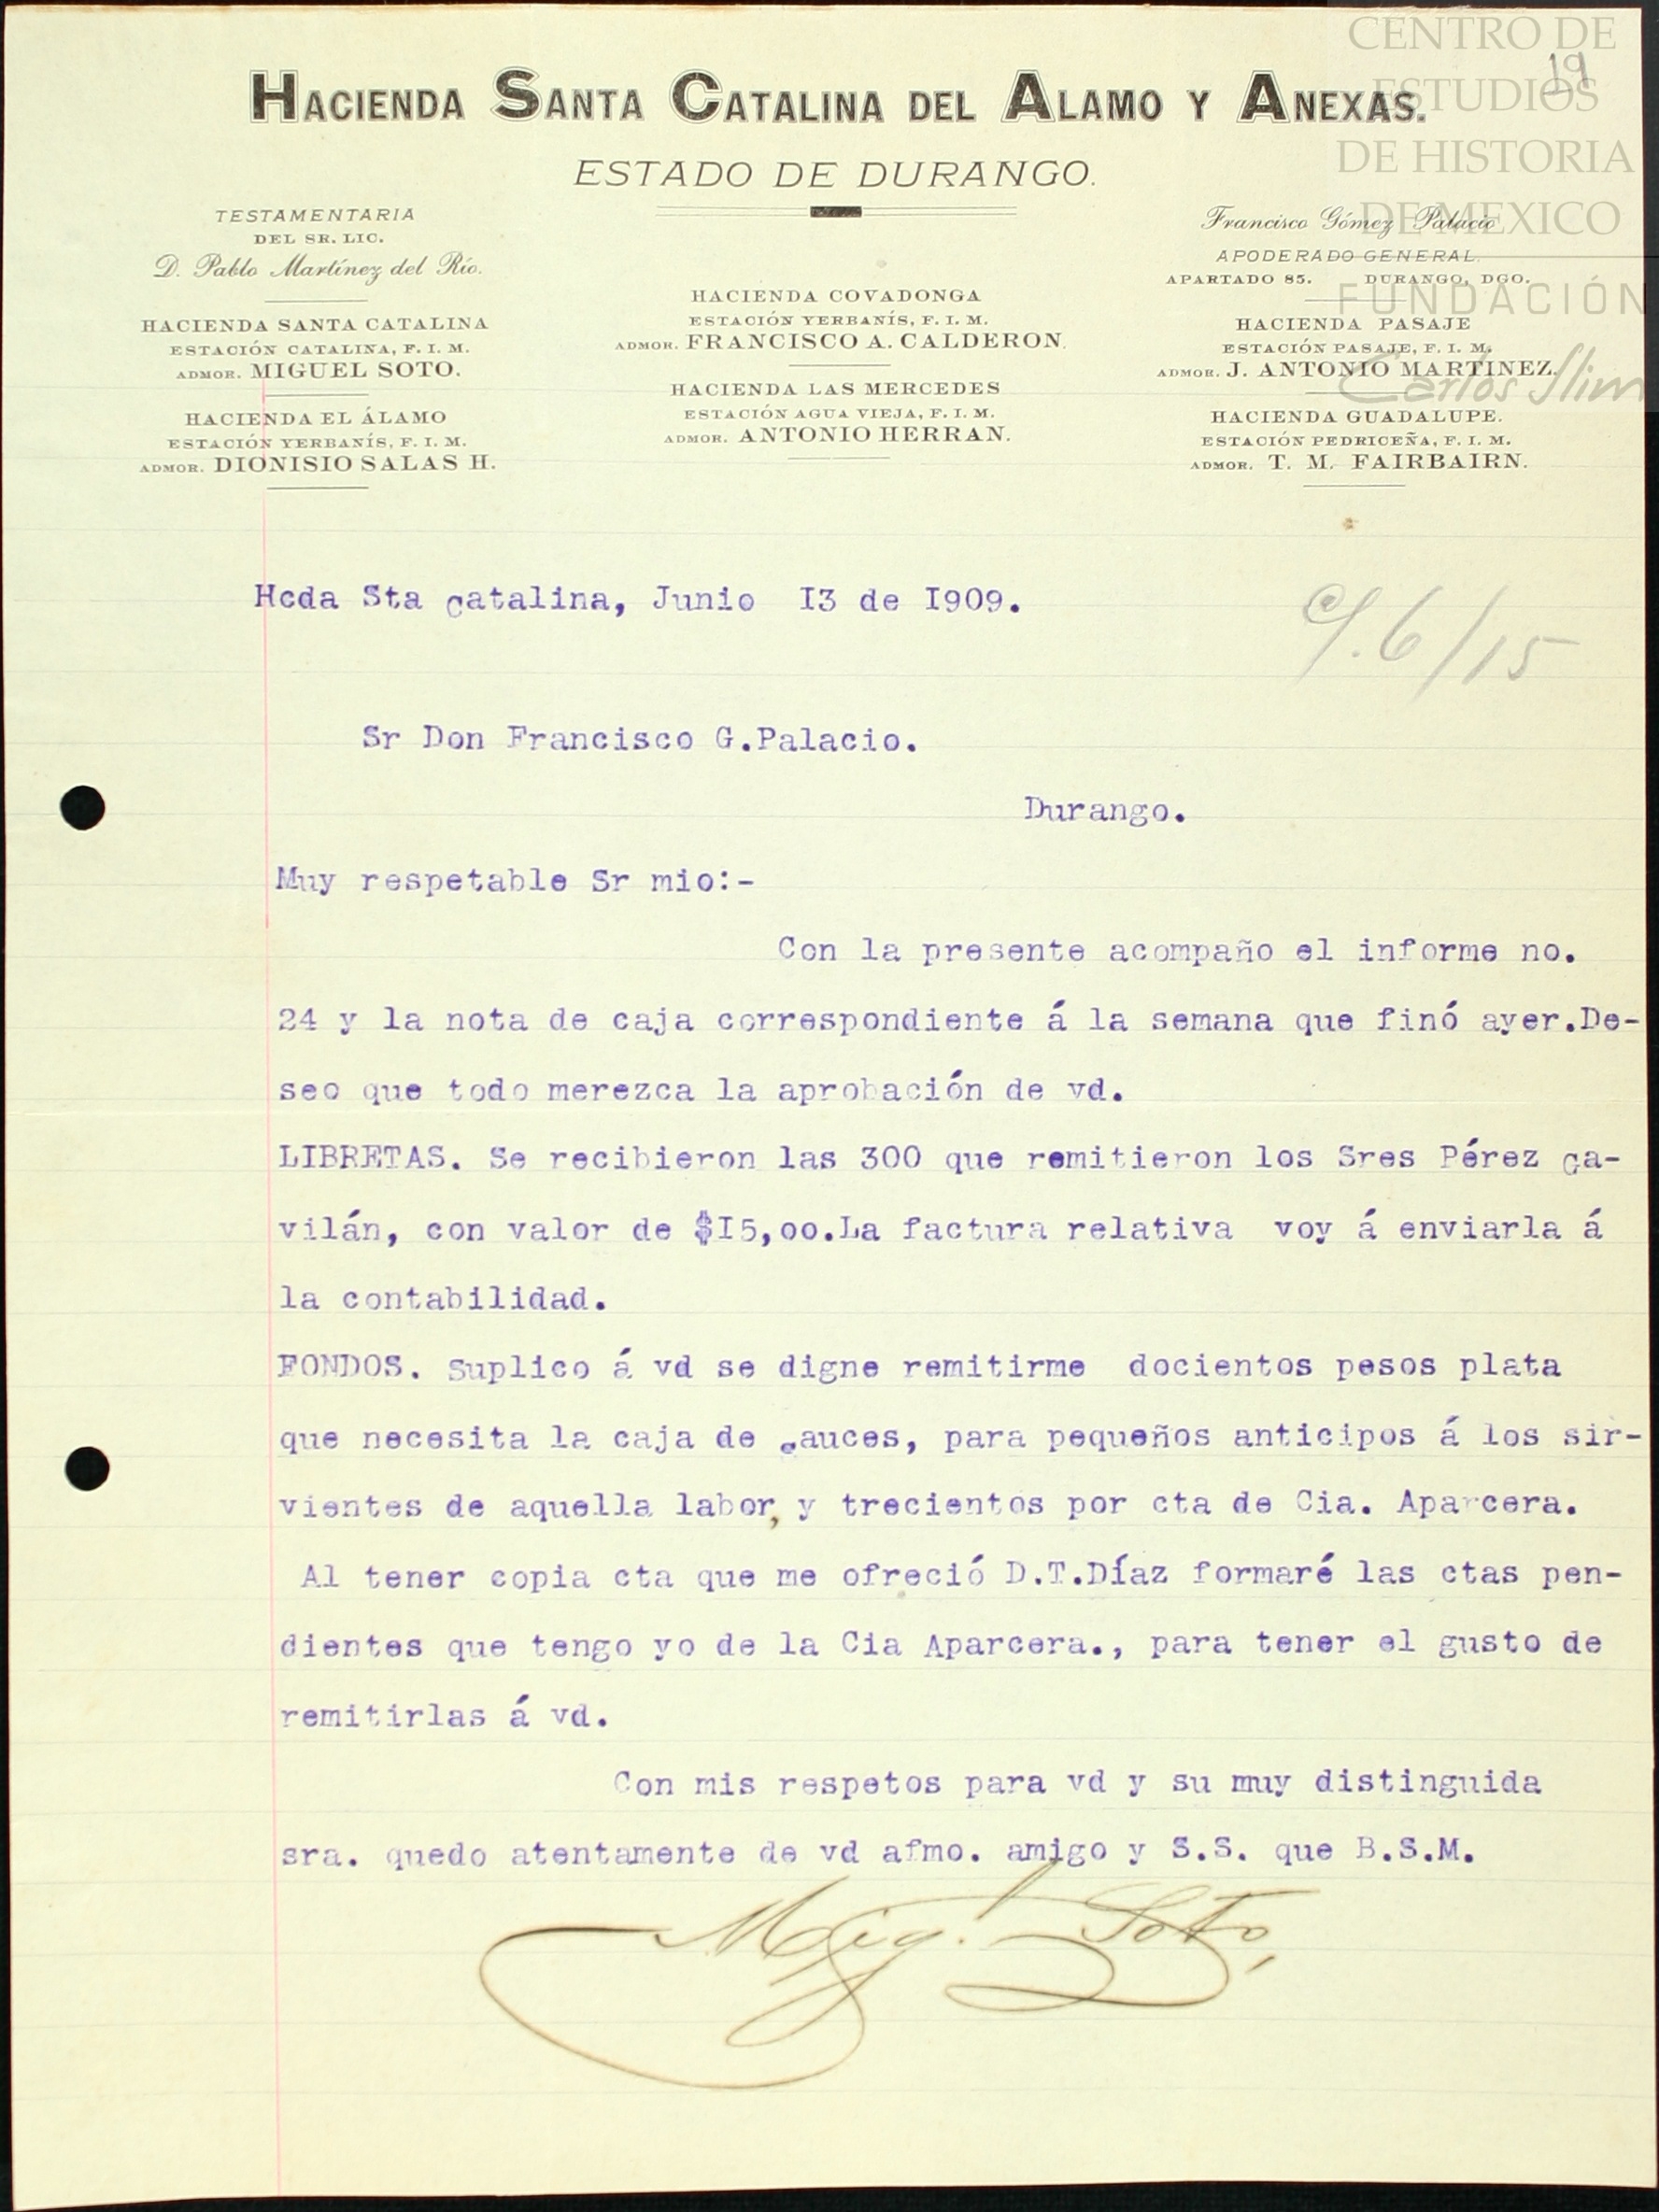 CENTRO DE
ESTUDIOS
DE HISTORIA
DE MEXICO
FUNDACIÓN
Carlos Slim
19
HACIENDA SANTA CATALINA DEL ALAMO Y ANEXAS.
ESTADO DE DURANGO.
TESTAMENTARIA
DEL SR. LIC.
D. Pablo Martínez del Río.
HACIENDA SANTA CATALINA
ESTACIÓN CATALINA, F. I. M.
ADMOR. MIGUEL SOTO.
HACIENDA EL ÁLAMO
ESTACIÓN YERBANÍS, F. I. M.
ADMOR. DIONISIO SALAS H.
HACIENDA COVADONGA
ESTACIÓN YERBANÍS, F. I. M.
ADMOR. FRANCISCO A. CALDERON.
HACIENDA LAS MERCEDES
ESTACIÓN AGUA VIEJA, F. I. M.
ADMOR. ANTONIO HERRAN.
Francisco Gómez Palacio
APODERADO GENERAL.
APARTADO 85. DURANGO, DGO.
HACIENDA PASAJE
ESTACIÓN PASAJE, F. I. M.
ADMOR. J. ANTONIO MARTINEZ.
HACIENDA GUADALUPE.
ESTACIÓN PEDRICEÑA, F. I. M.
ADMOR. T. M. FAIRBAIRN.
Hcda Sta Catalina, Junio I3 de I909.
6/15
Sr Don Francisco G.Palacio.
Durango.
Muy respetable Sr mio:-
Con la presente acompaño el informe no.
24 y la nota de caja correspondiente á la semana que finó ayer.De-
seo que todo merezca la aprobación de vd.
LIBRETAS. Se recibieron las 300 que remitieron los Sres Pérez Ga-
vilán, con valor de $I5,oo.La factura relativa voy á enviarla á
la contabilidad.
FONDOS. Suplico á vd se digne remitirme docientos pesos plata
que necesita la caja de Sauces, para pequeños anticipos á los sir-
vientes de aquella labor, y trecientos por cta de Cia. Aparcera.
Al tener copia cta que me ofreció D.T.Díaz formaré las ctas pen-
dientes que tengo yo de la Cia Aparcera., para tener el gusto de
remitirlas á vd.
Con mis respetos para vd y su muy distinguida
sra. quedo atentamente de vd afmo. amigo y S.S. que B.S.M.
Mig. Soto,